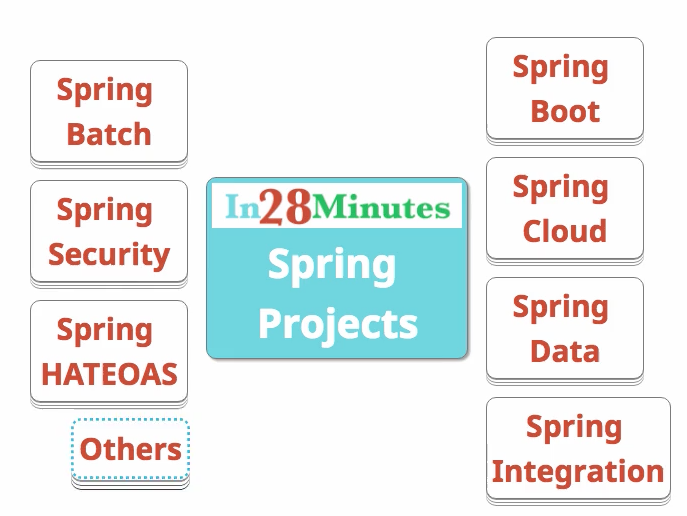 Spring
Batch
Spring
Security
Spring
HATEOAS
Others
In28Minutes
Spring
Projects
Spring
Boot
Spring
Cloud
Spring
Data
Spring
Integration